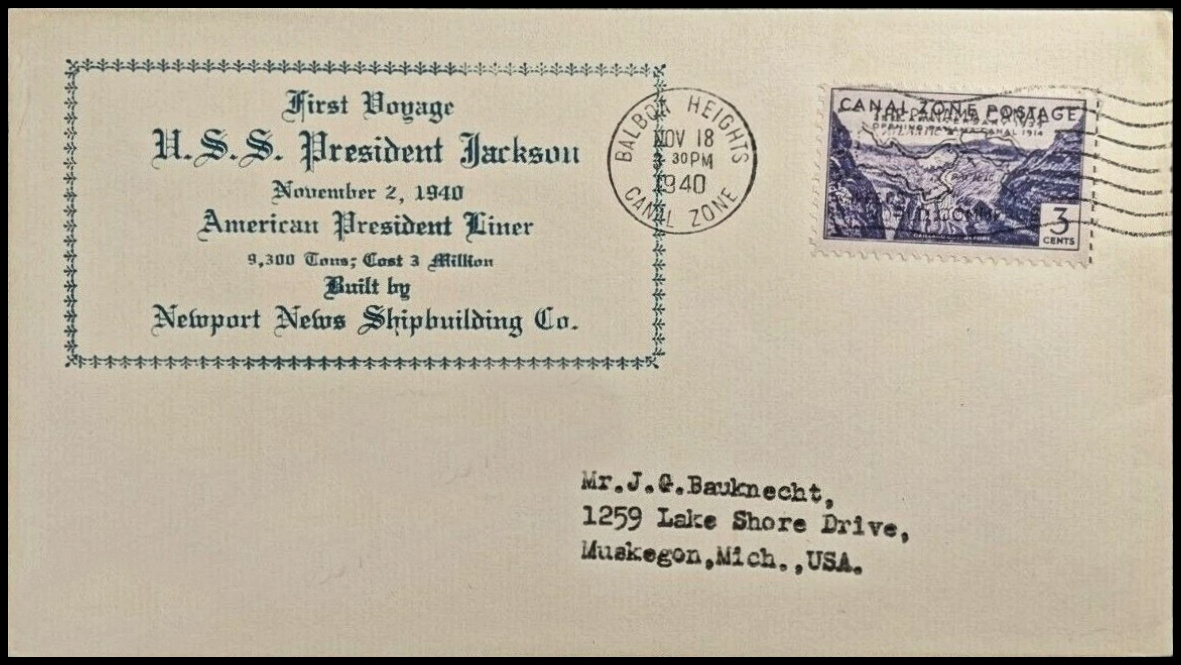 First Voyage
U.S.S. President Jackson
November 2, 1940
American President Liner
9,300 Tons; Cost 3 Million
Built by
Newport News Shipbuilding Co.
BALBOA HEIGHTS
NOV 18
30 PM
1940
CANAL ZONE
CANAL ZONE POSTAGE
3
CENTS
Mr.J.G.Bauknecht,
1259 Lake Shore Drive,
Muskegon,Mich.,USA.